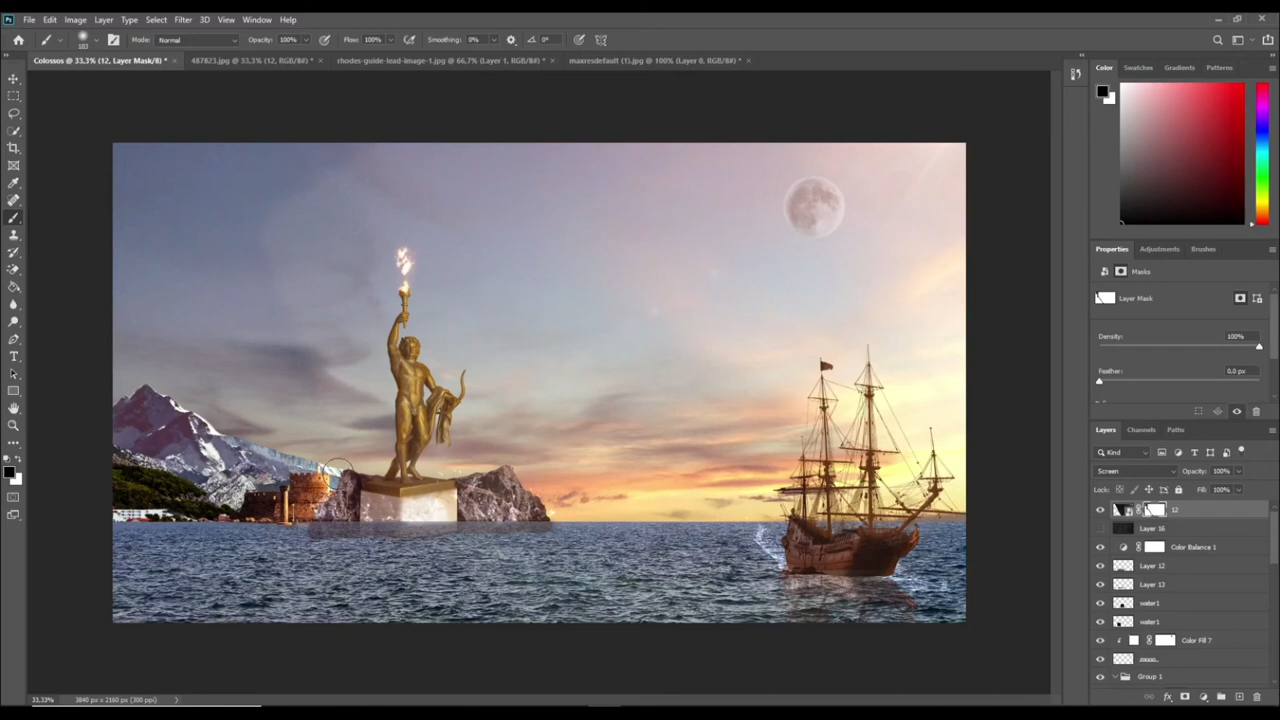 Ps File Edit Image Layer Type Select Filter 3D View Window Help
183 Mode: Normal Opacity: 100% Flow: 100% Smoothing: 0% 0°
Colossos @ 33,3% (12, Layer Mask/8) * × 487823.jpg @ 33,3% (12, RGB/8#) * × rhodes-guide-lead-image-1.jpg @ 66,7% (Layer 1, RGB/8#) * × maxresdefault (1).jpg @ 100% (Layer 0, RGB/8#) * ×
Color Swatches Gradients Patterns
Properties Adjustments Brushes
Masks
Layer Mask
Density: 100%
Feather: 0,0 px
Layers Channels Paths
Kind
Screen Opacity: 100%
Lock: Fill: 100%
12
Layer 16
Color Balance 1
Layer 12
Layer 13
water1
water1
Color Fill 7
Group 1
33,33% 3840 px x 2160 px (300 ppi)